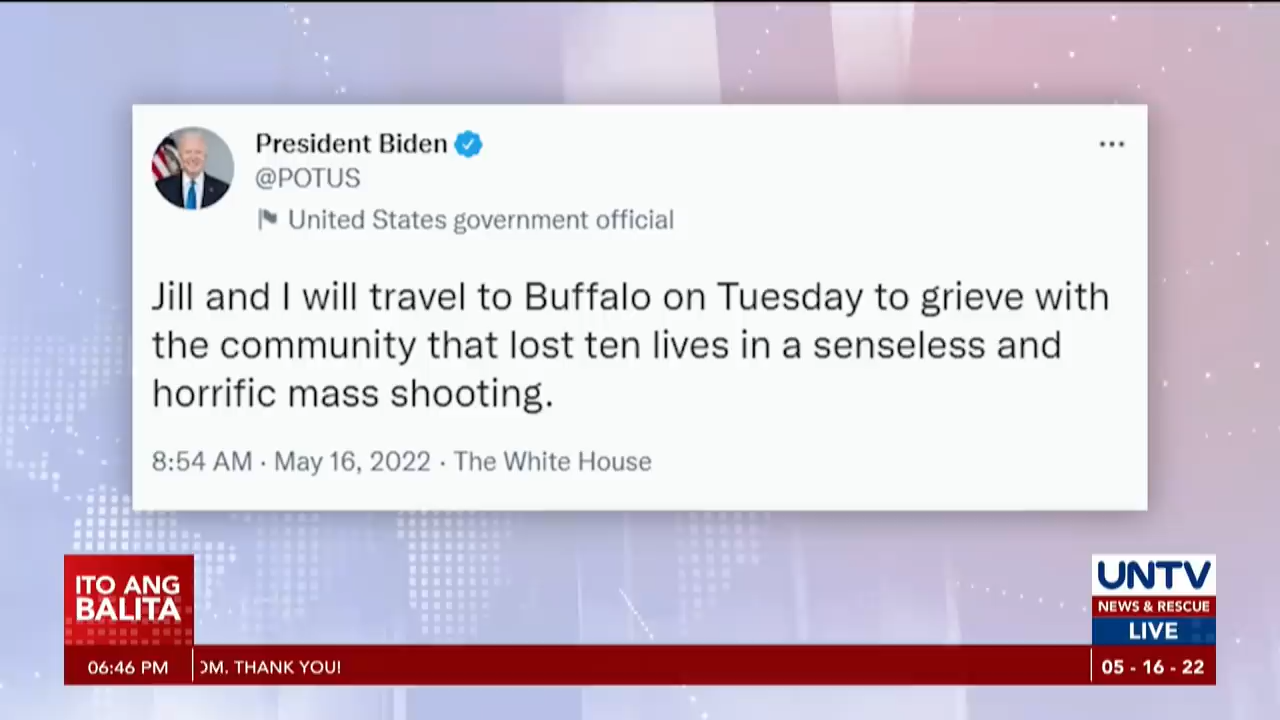 President Biden
@POTUS
United States government official
Jill and I will travel to Buffalo on Tuesday to grieve with
the community that lost ten lives in a senseless and
horrific mass shooting.
8:54 AM · May 16, 2022 · The White House
ITO ANG
BALITA
UNTV
NEWS & RESCUE
LIVE
06:46 PM
OM. THANK YOU!
05 - 16 - 22